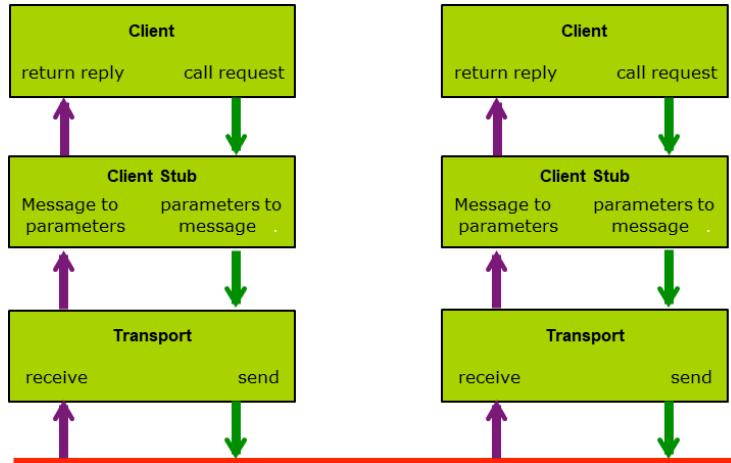 Client
return reply call request
Client Stub
Message to parameters to
parameters message .
Transport
receive send
Client
return reply call request
Client Stub
Message to parameters to
parameters message .
Transport
receive send